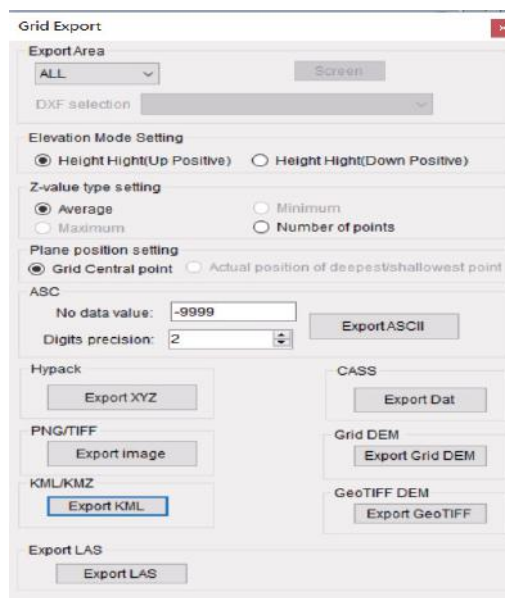 Grid Export
Export Area
ALL
Screen
DXF selection
Elevation Mode Setting
Height Hight(Up Positive) Height Hight(Down Positive)
Z-value type setting
Average Minimum
Maximum Number of points
Plane position setting
Grid Central point Actual position of deepest/shallowest point
ASC
No data value: -9999
Digits precision: 2
Export ASCII
Hypack
CASS
Export XYZ
Export Dat
PNG/TIFF
Grid DEM
Export image
Export Grid DEM
KML/KMZ
GeoTIFF DEM
Export KML
Export GeoTIFF
Export LAS
Export LAS